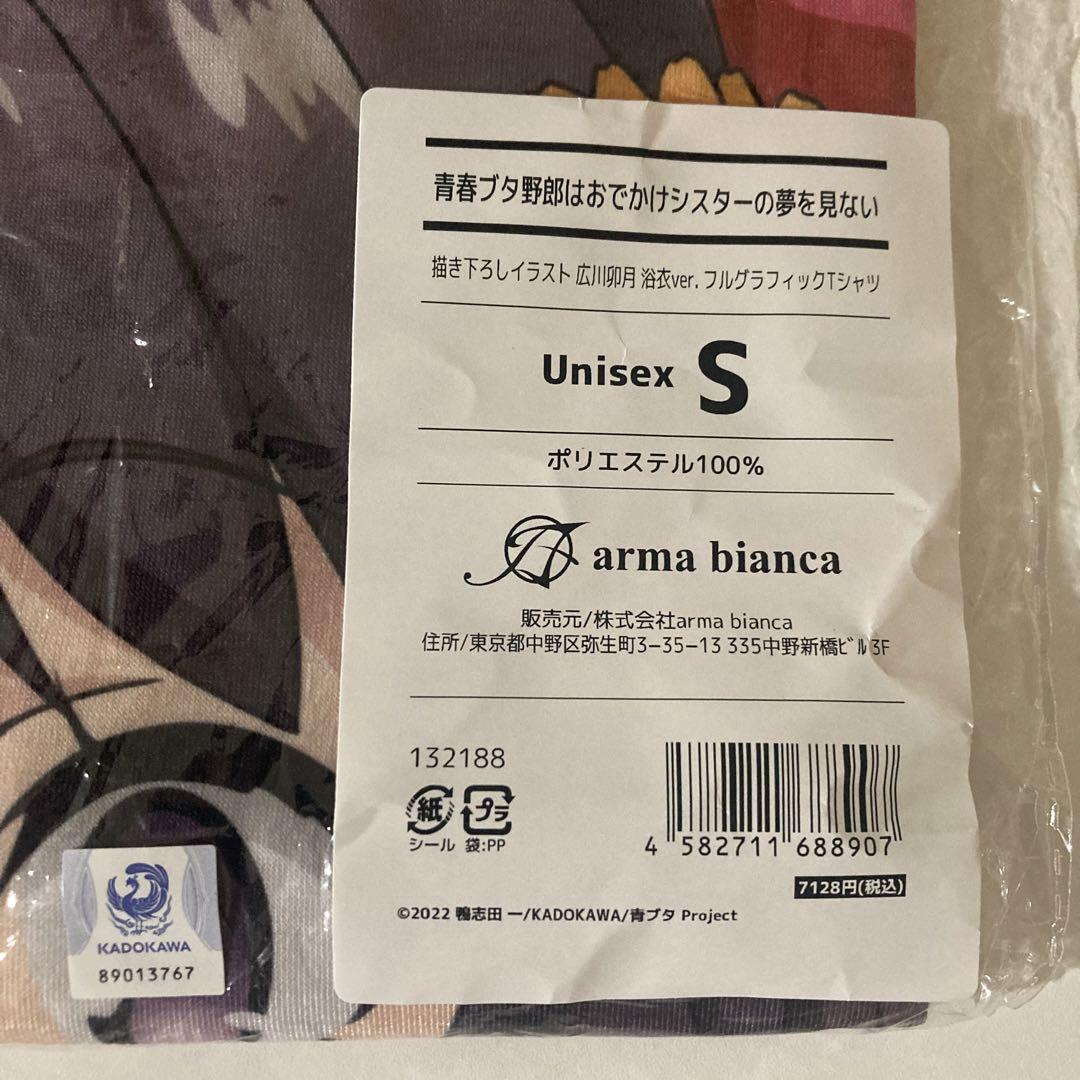 青春ブタ野郎はおでかけシスターの夢を見ない
描き下ろしイラスト 広川卯月 浴衣ver. フルグラフィックTシャツ
Unisex S
ポリエステル100%
arma bianca
販売元/株式会社arma bianca
住所/東京都中野区弥生町3−35−13 335中野新橋ビル3F
132188
紙 プラ
シール 袋:PP
4 582711 688907
7128円(税込)
©2022 鴨志田 一/KADOKAWA/青ブタ Project
KADOKAWA
89013767